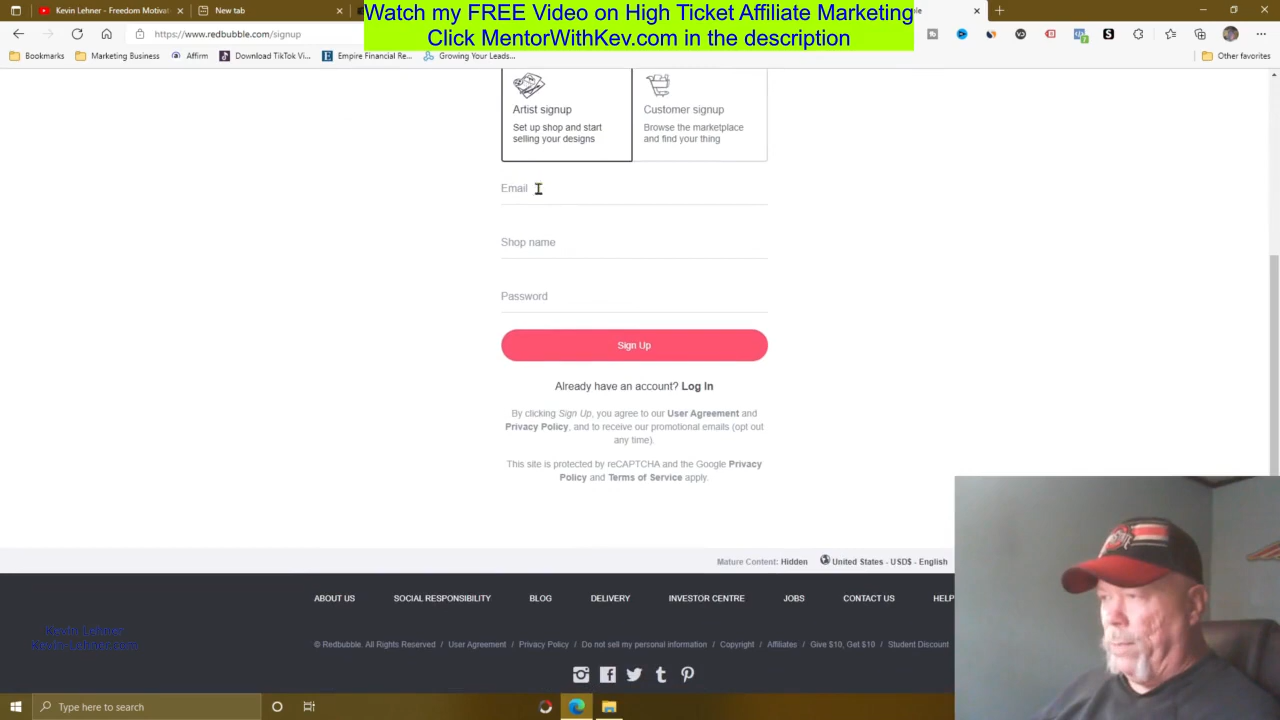 Watch my FREE Video on High Ticket Affiliate Marketing
Click MentorWithKev.com in the description
Kevin Lehner - Freedom Motivat
New tab
https://www.redbubble.com/signup
Bookmarks
Marketing Business
Affirm
Download TikTok Vi...
Empire Financial Re...
Growing Your Leads...
Other favorites
Artist signup
Set up shop and start
selling your designs
Customer signup
Browse the marketplace
and find your thing
Email
Shop name
Password
Sign Up
Already have an account? Log In
By clicking Sign Up, you agree to our User Agreement and
Privacy Policy, and to receive our promotional emails (opt out
any time).
This site is protected by reCAPTCHA and the Google Privacy
Policy and Terms of Service apply.
Mature Content: Hidden
United States - USD$ - English
ABOUT US
SOCIAL RESPONSIBILITY
BLOG
DELIVERY
INVESTOR CENTRE
JOBS
CONTACT US
HELP
Kevin Lehner
© Redbubble. All Rights Reserved / User Agreement / Privacy Policy / Do not sell my personal information / Copyright / Affiliates / Give $10, Get $10 / Student Discount
Type here to search